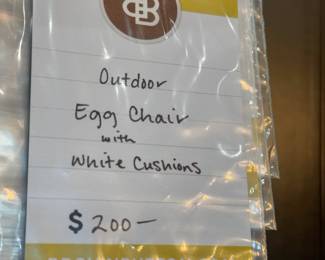 Outdoor
Egg Chair
with
White Cushions
$200—